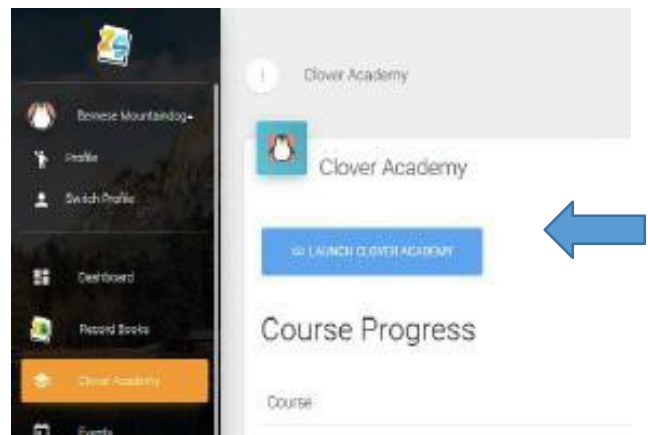 Bernese Mountaindog
Profile
Switch Profile
Dashboard
Record Books
Clover Academy
Events
Clover Academy
Clover Academy
LAUNCH CLOVER ACADEMY
Course Progress
Course